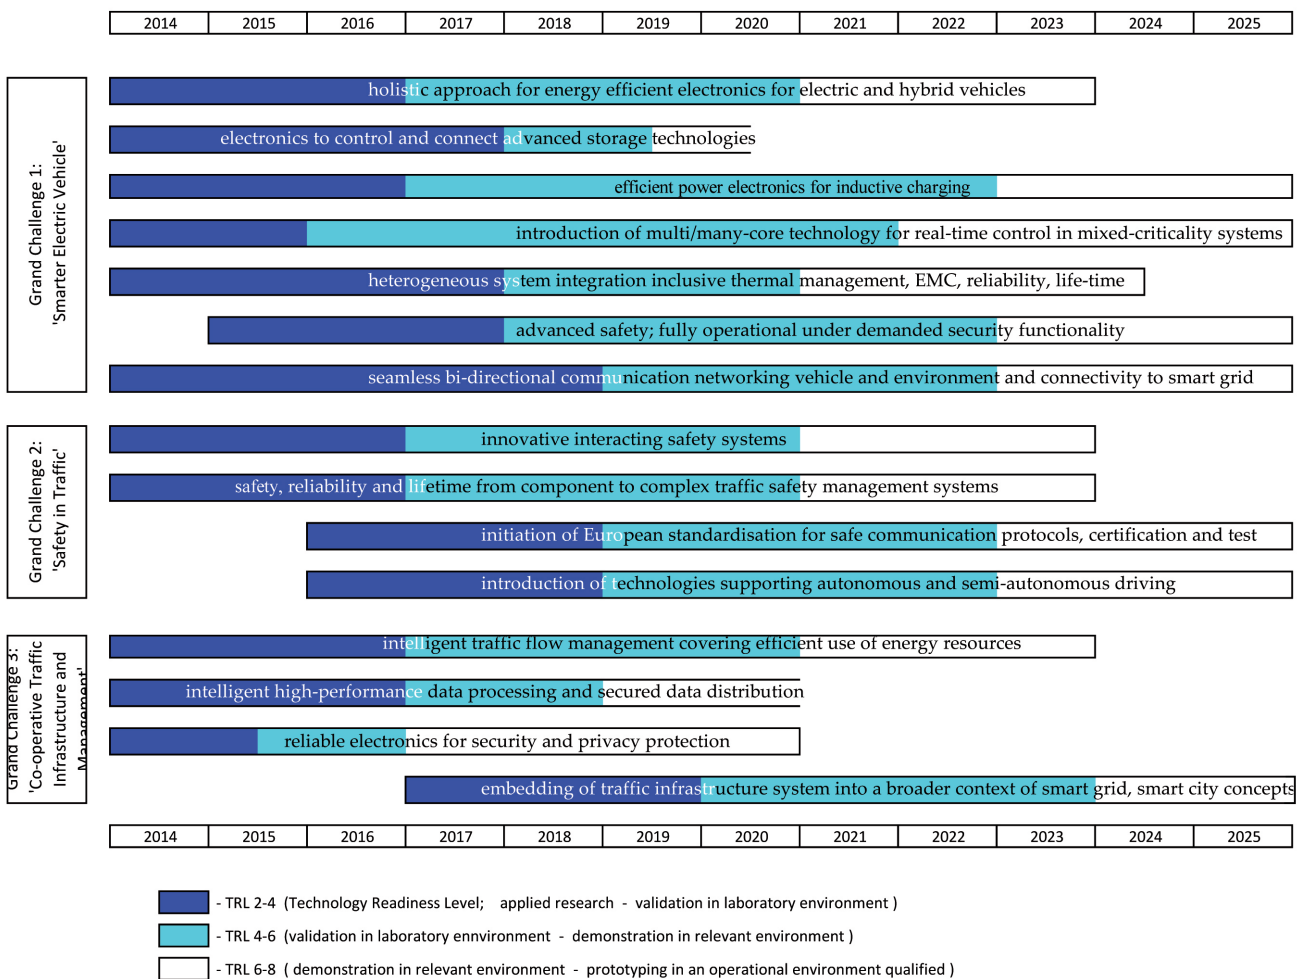 2014 2015 2016 2017 2018 2019 2020 2021 2022 2023 2024 2025
Grand Challenge 1:
'Smarter Electric Vehicle'
holistic approach for energy efficient electronics for electric and hybrid vehicles
electronics to control and connect advanced storage technologies
efficient power electronics for inductive charging
introduction of multi/many-core technology for real-time control in mixed-criticality systems
heterogeneous system integration inclusive thermal management, EMC, reliability, life-time
advanced safety; fully operational under demanded security functionality
seamless bi-directional communication networking vehicle and environment and connectivity to smart grid
Grand Challenge 2:
'Safety in Traffic'
innovative interacting safety systems
safety, reliability and lifetime from component to complex traffic safety management systems
initiation of European standardisation for safe communication protocols, certification and test
introduction of technologies supporting autonomous and semi-autonomous driving
Grand Challenge 3:
'Co-operative Traffic
Infrastructure and
Management'
intelligent traffic flow management covering efficient use of energy resources
intelligent high-performance data processing and secured data distribution
reliable electronics for security and privacy protection
embedding of traffic infrastructure system into a broader context of smart grid, smart city concepts
2014 2015 2016 2017 2018 2019 2020 2021 2022 2023 2024 2025
- TRL 2-4 (Technology Readiness Level; applied research - validation in laboratory environment )
- TRL 4-6 (validation in laboratory ennvironment - demonstration in relevant environment )
- TRL 6-8 ( demonstration in relevant environment - prototyping in an operational environment qualified )